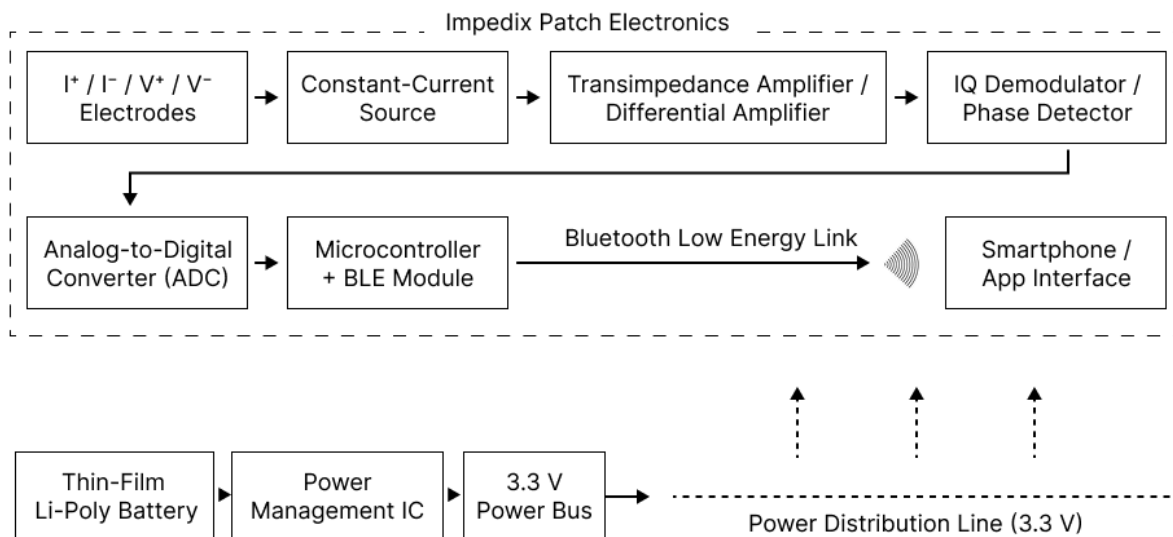 Impedix Patch Electronics
I⁺ / I⁻ / V⁺ / V⁻
Electrodes
Constant-Current
Source
Transimpedance Amplifier /
Differential Amplifier
IQ Demodulator /
Phase Detector
Analog-to-Digital
Converter (ADC)
Microcontroller
+ BLE Module
Bluetooth Low Energy Link
Smartphone /
App Interface
Thin-Film
Li-Poly Battery
Power
Management IC
3.3 V
Power Bus
Power Distribution Line (3.3 V)